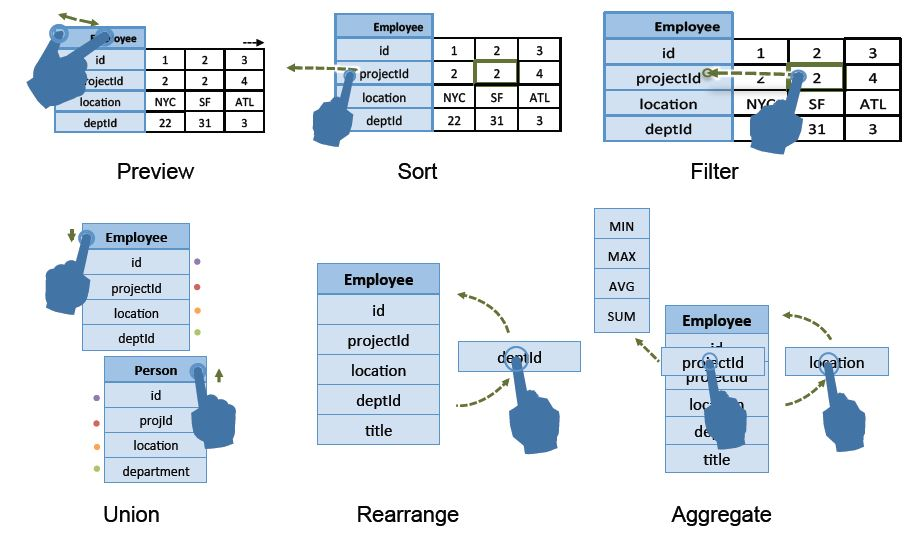 Employee
id 1 2 3
projectId 2 2 4
location NYC SF ATL
deptId 22 31 3
Preview
Employee
id 1 2 3
projectId 2 2 4
location NYC SF ATL
deptId 22 31 3
Sort
Employee
id 1 2 3
projectId 2 2 4
location NYC SF ATL
deptId 31 3
Filter
Employee
id
projectId
location
deptId
Person
id
projId
location
department
Union
Employee
id
projectId
location
deptId
title
deptId
Rearrange
MIN
MAX
AVG
SUM
Employee
id
projectId
projectId
location
title
location
Aggregate